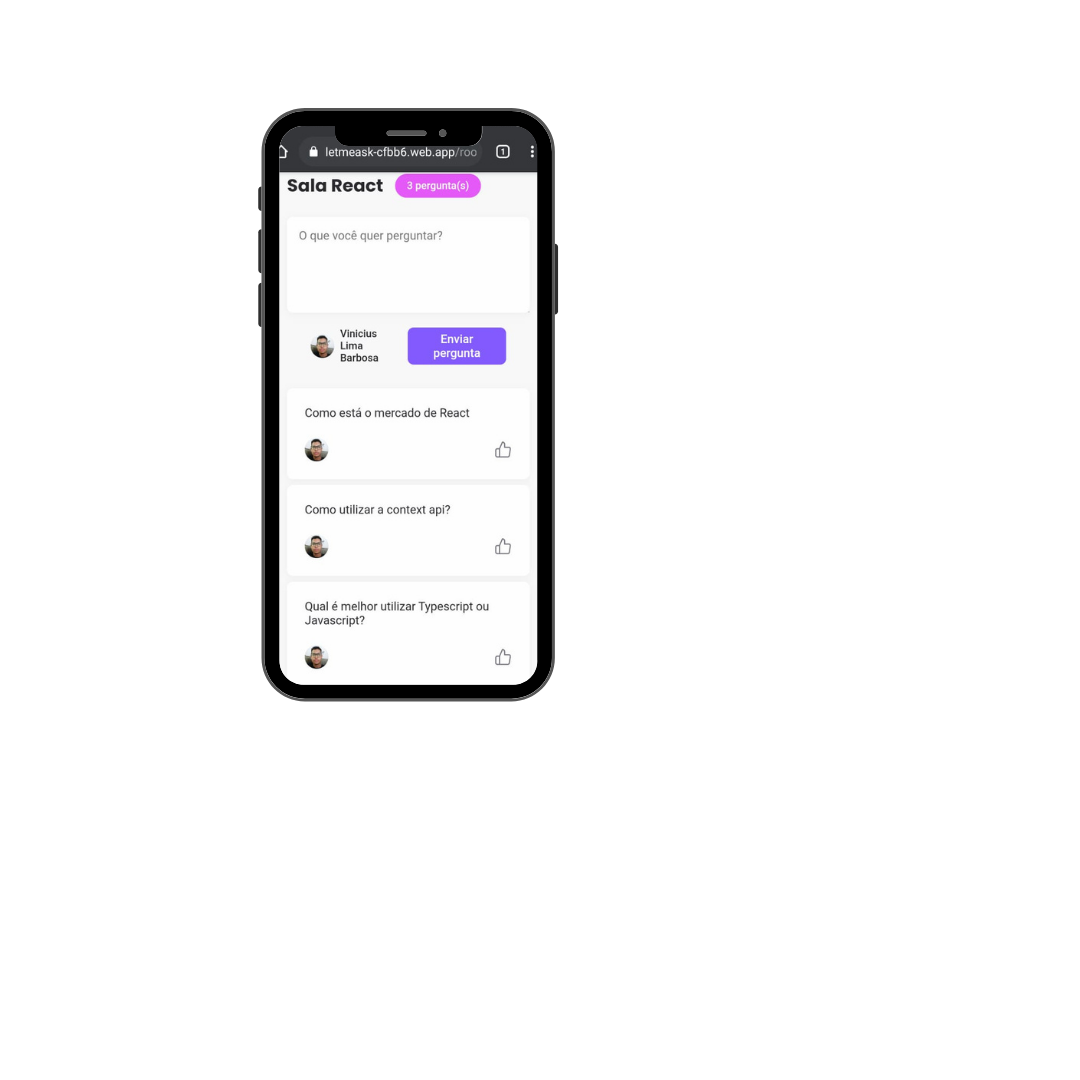 letmeask-cfbb6.web.app/roo
1
Sala React
3 pergunta(s)
O que você quer perguntar?
Vinicius
Lima
Barbosa
Enviar
pergunta
Como está o mercado de React
Como utilizar a context api?
Qual é melhor utilizar Typescript ou
Javascript?